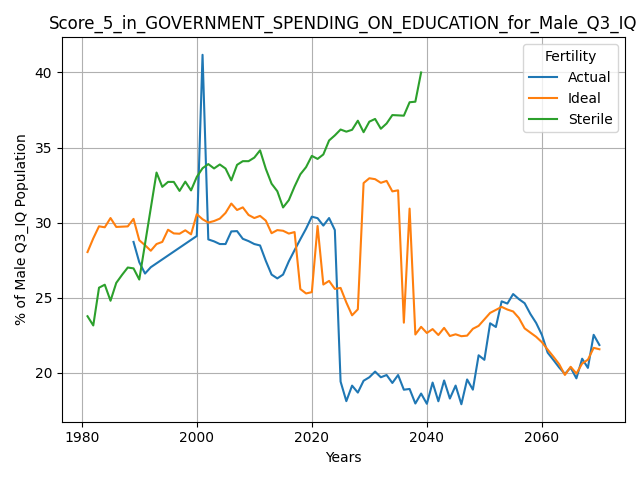 Score_5_in_GOVERNMENT_SPENDING_ON_EDUCATION_for_Male_Q3_IQ
% of Male Q3_IQ Population
40
35
30
25
20
Fertility
Actual
Ideal
Sterile
1980
2000
2020
2040
2060
Years